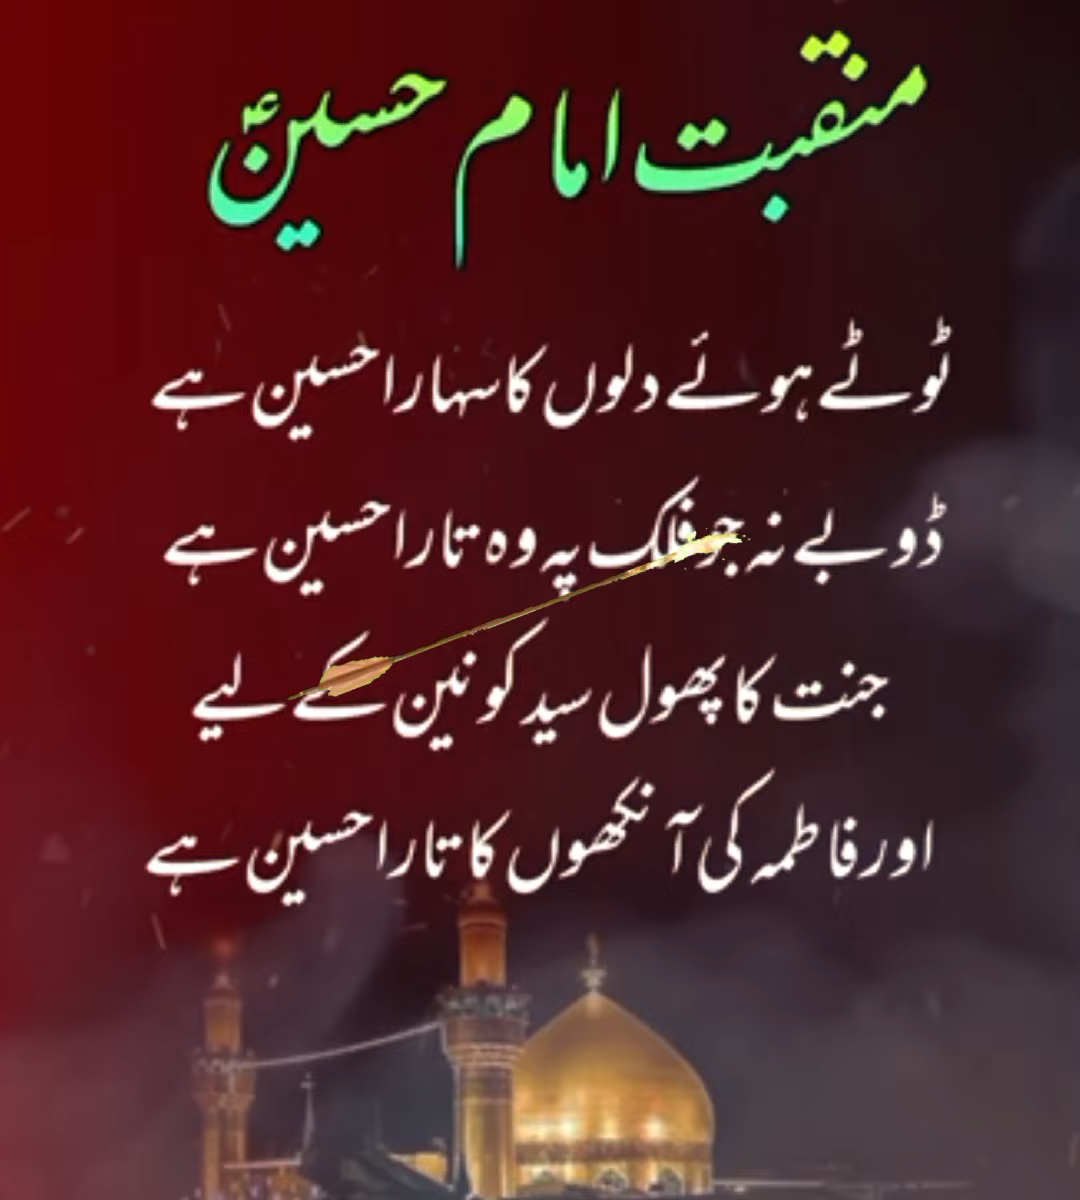 منقبت امام حسینؑ
ٹوٹے ہوئے دلوں کا سہارا حسین ہے
ڈوبے نہ جو فلک پہ وہ تارا حسین ہے
جنت کا پھول سید کونین کے لیے
اور فاطمہ کی آنکھوں کا تارا حسین ہے